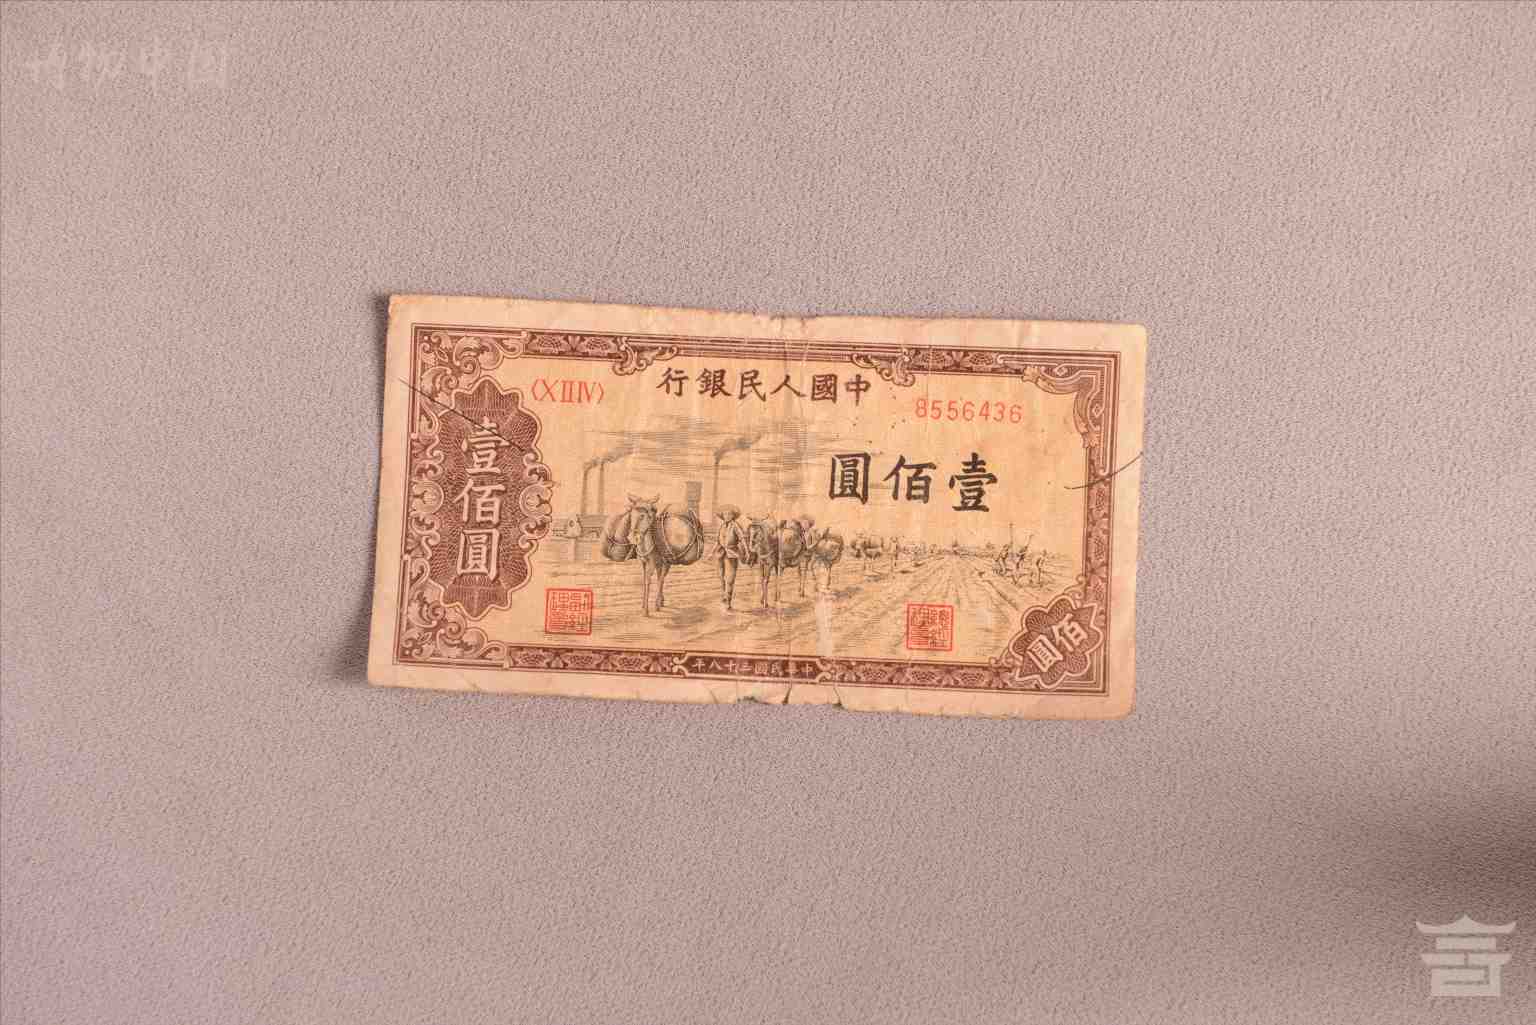 中國人民銀行
〈XIIIV〉
8556436
壹佰圓
壹佰圓
佰圓
中華民國三十八年